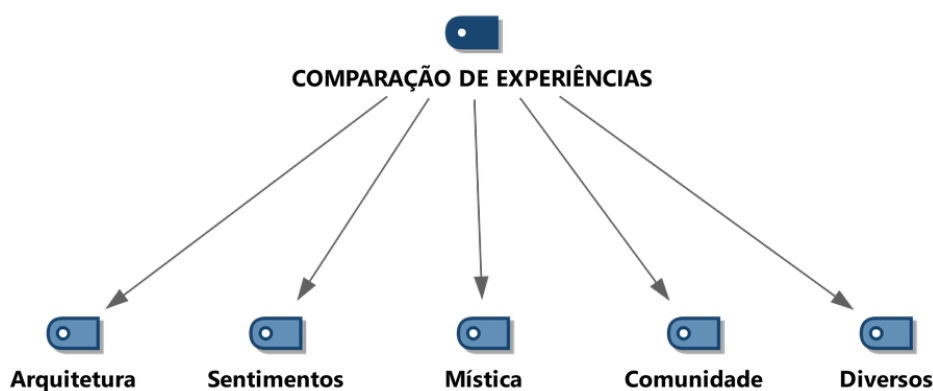 COMPARAÇÃO DE EXPERIÊNCIAS
Arquitetura Sentimentos Mística Comunidade Diversos